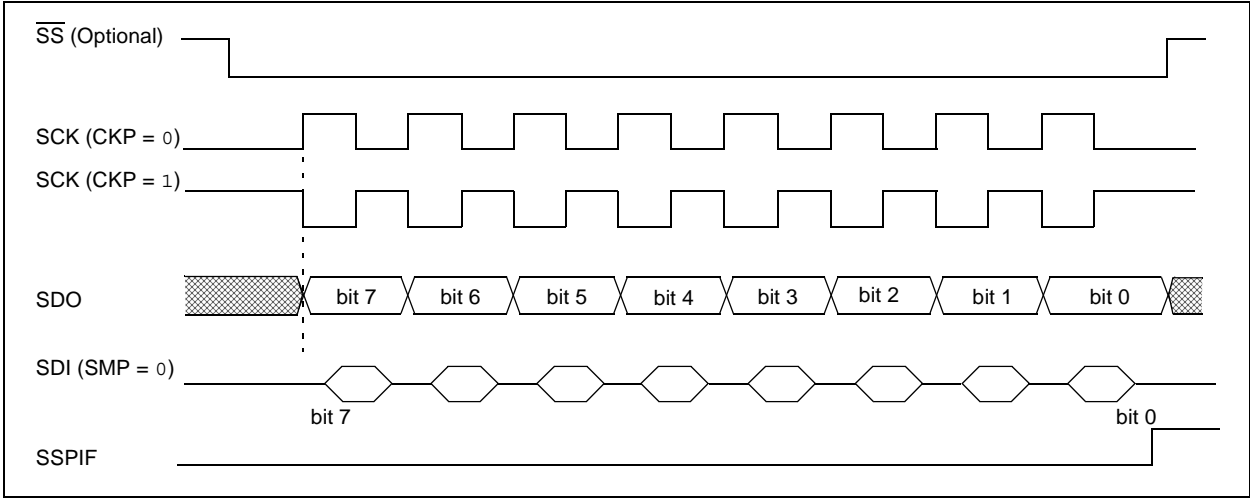 SS (Optional)
SCK (CKP = 0)
SCK (CKP = 1)
SDO bit 7 bit 6 bit 5 bit 4 bit 3 bit 2 bit 1 bit 0
SDI (SMP = 0)
bit 7 bit 0
SSPIF